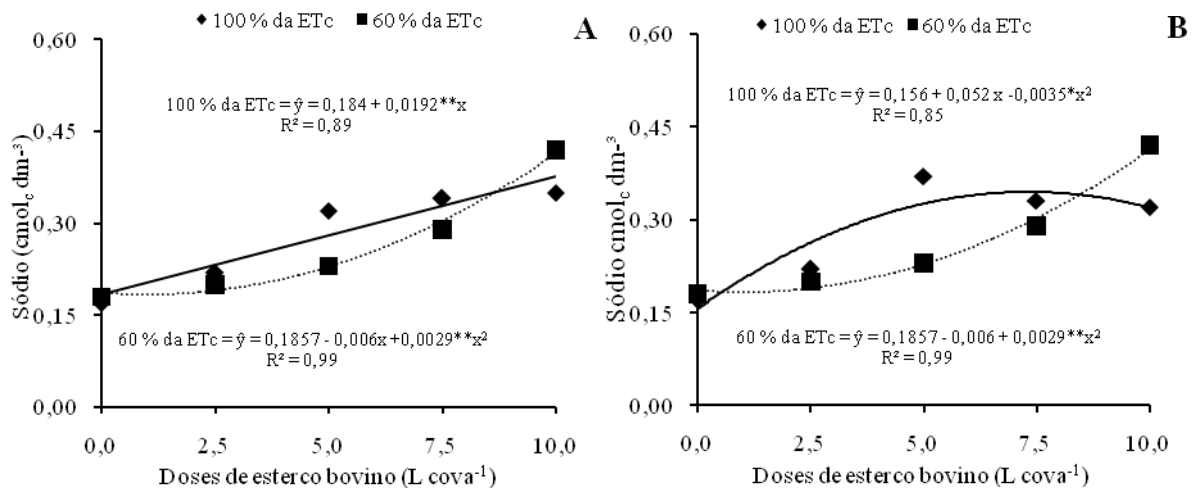 ◆ 100 % da ETc ■ 60 % da ETc
A
0,60
0,45
0,30
0,15
0,00
Sódio (cmol꜀ dm-³)
100 % da ETc = ŷ = 0,184 + 0,0192**x
R² = 0,89
60 % da ETc = ŷ = 0,1857 - 0,006x + 0,0029**x²
R² = 0,99
0,0 2,5 5,0 7,5 10,0
Doses de esterco bovino (L cova⁻¹)
◆ 100 % da ETc ■ 60 % da ETc
B
0,60
0,45
0,30
0,15
0,00
Sódio cmol꜀ dm-³
100 % da ETc = ŷ = 0,156 + 0,052 x -0,0035*x²
R² = 0,85
60 % da ETc = ŷ = 0,1857 - 0,006 + 0,0029**x²
R² = 0,99
0,0 2,5 5,0 7,5 10,0
Doses de esterco bovino (L cova⁻¹)